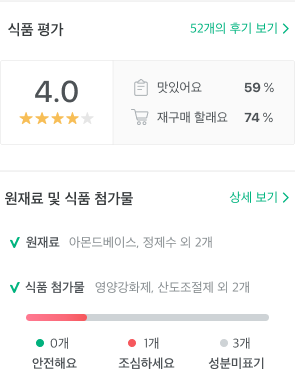 식품 평가
52개의 후기 보기 >
4.0
맛있어요 59 %
재구매 할래요 74 %
원재료 및 식품 첨가물
상세 보기 >
원재료 아몬드베이스, 정제수 외 2개
식품 첨가물 영양강화제, 산도조절제 외 2개
0개 1개 3개
안전해요 조심하세요 성분미표기